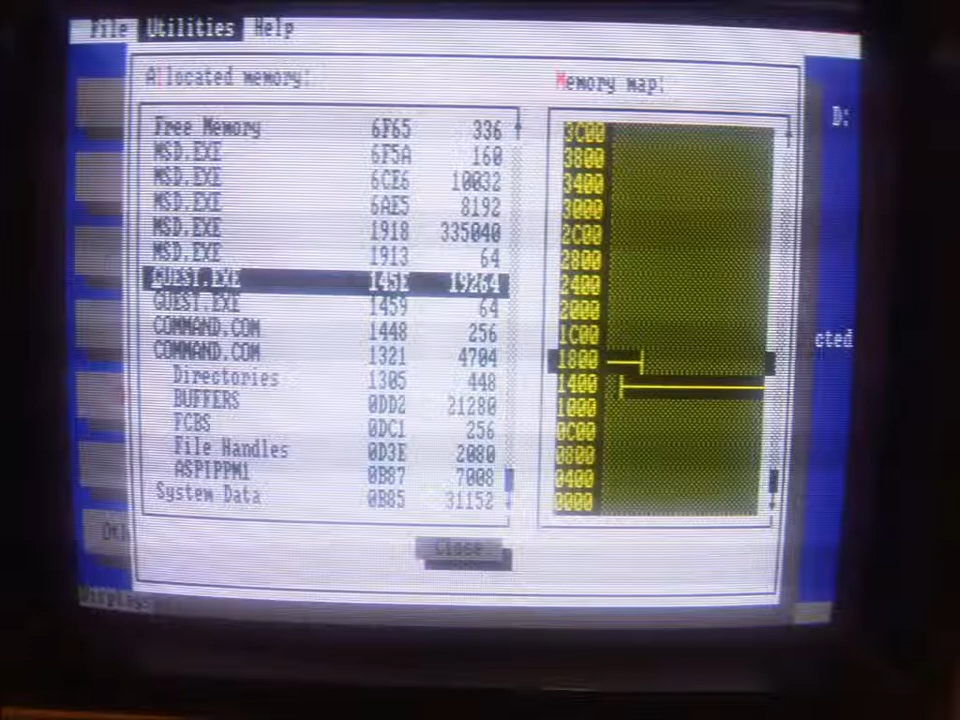 File Utilities Help
Allocated memory:
Memory map:
D:
Free Memory 6F65 336
MSD.EXE 6F5A 160
MSD.EXE 6CE6 10032
MSD.EXE 6AE5 8192
MSD.EXE 1918 335040
MSD.EXE 1913 64
GUEST.EXE 145E 19264
GUEST.EXE 1459 64
COMMAND.COM 1448 256
COMMAND.COM 1321 4704
Directories 1305 448
BUFFERS 0DD2 21280
FCBS 0DC1 256
File Handles 0D3E 2080
ASPIPPM1 0B87 7008
System Data 0B85 31152
3C00
3800
3400
3000
2C00
2800
2400
2000
1C00
1800
1400
1000
0C00
0800
0400
0000
cted
Close
Displays